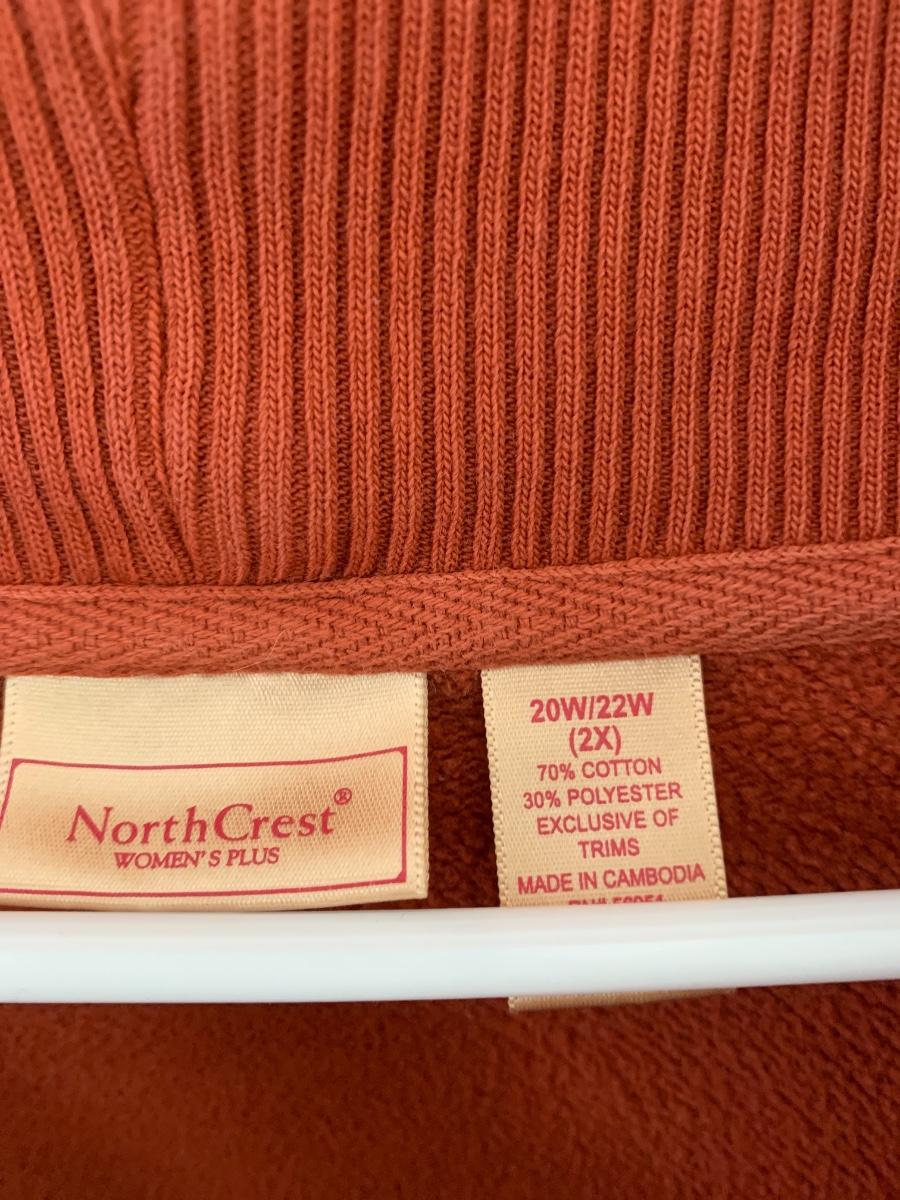 NorthCrest®
WOMEN'S PLUS
20W/22W
(2X)
70% COTTON
30% POLYESTER
EXCLUSIVE OF
TRIMS
MADE IN CAMBODIA